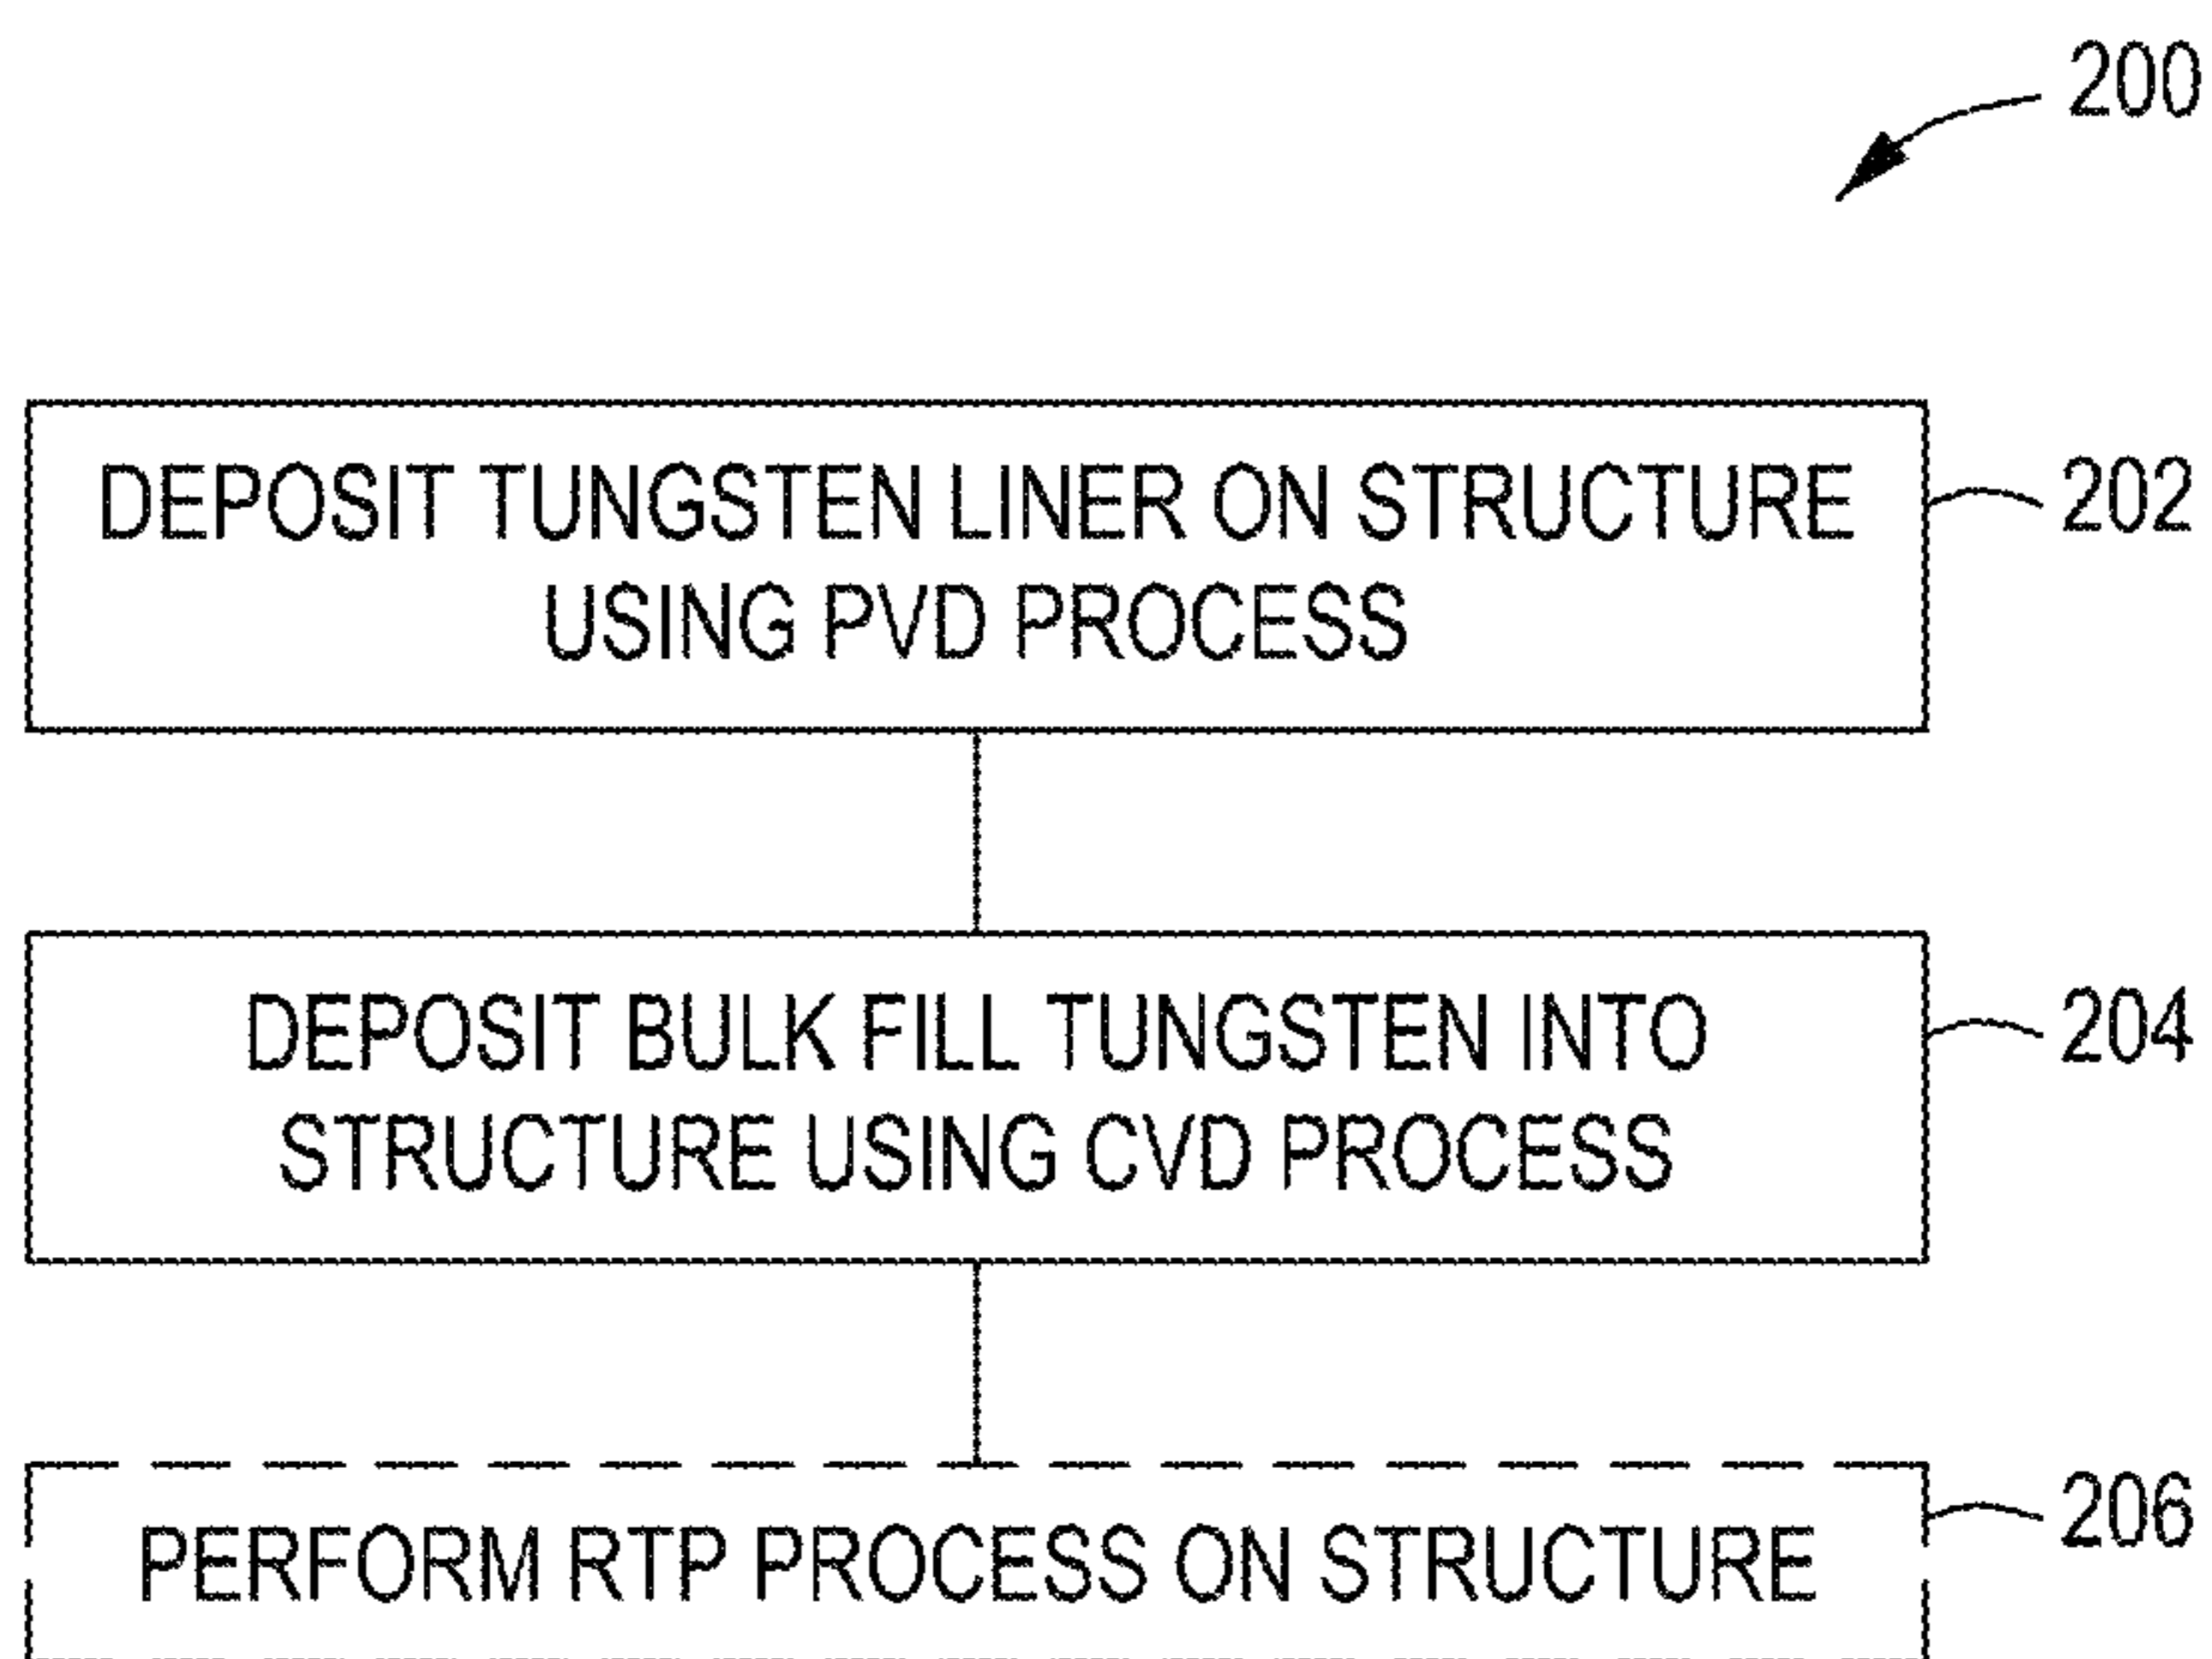 200
DEPOSIT TUNGSTEN LINER ON STRUCTURE
USING PVD PROCESS
202
DEPOSIT BULK FILL TUNGSTEN INTO
STRUCTURE USING CVD PROCESS
204
PERFORM RTP PROCESS ON STRUCTURE
206